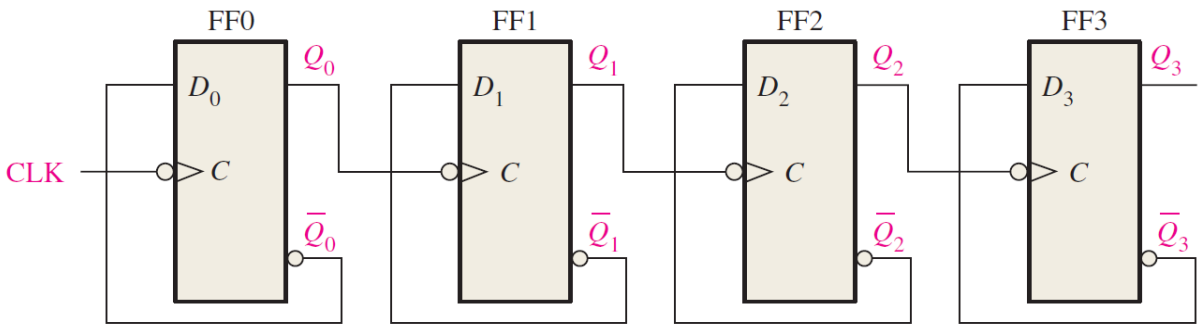 FF0 FF1 FF2 FF3
Q₀ Q₁ Q₂ Q₃
D₀ D₁ D₂ D₃
CLK C C C C
Q̅₀ Q̅₁ Q̅₂ Q̅₃